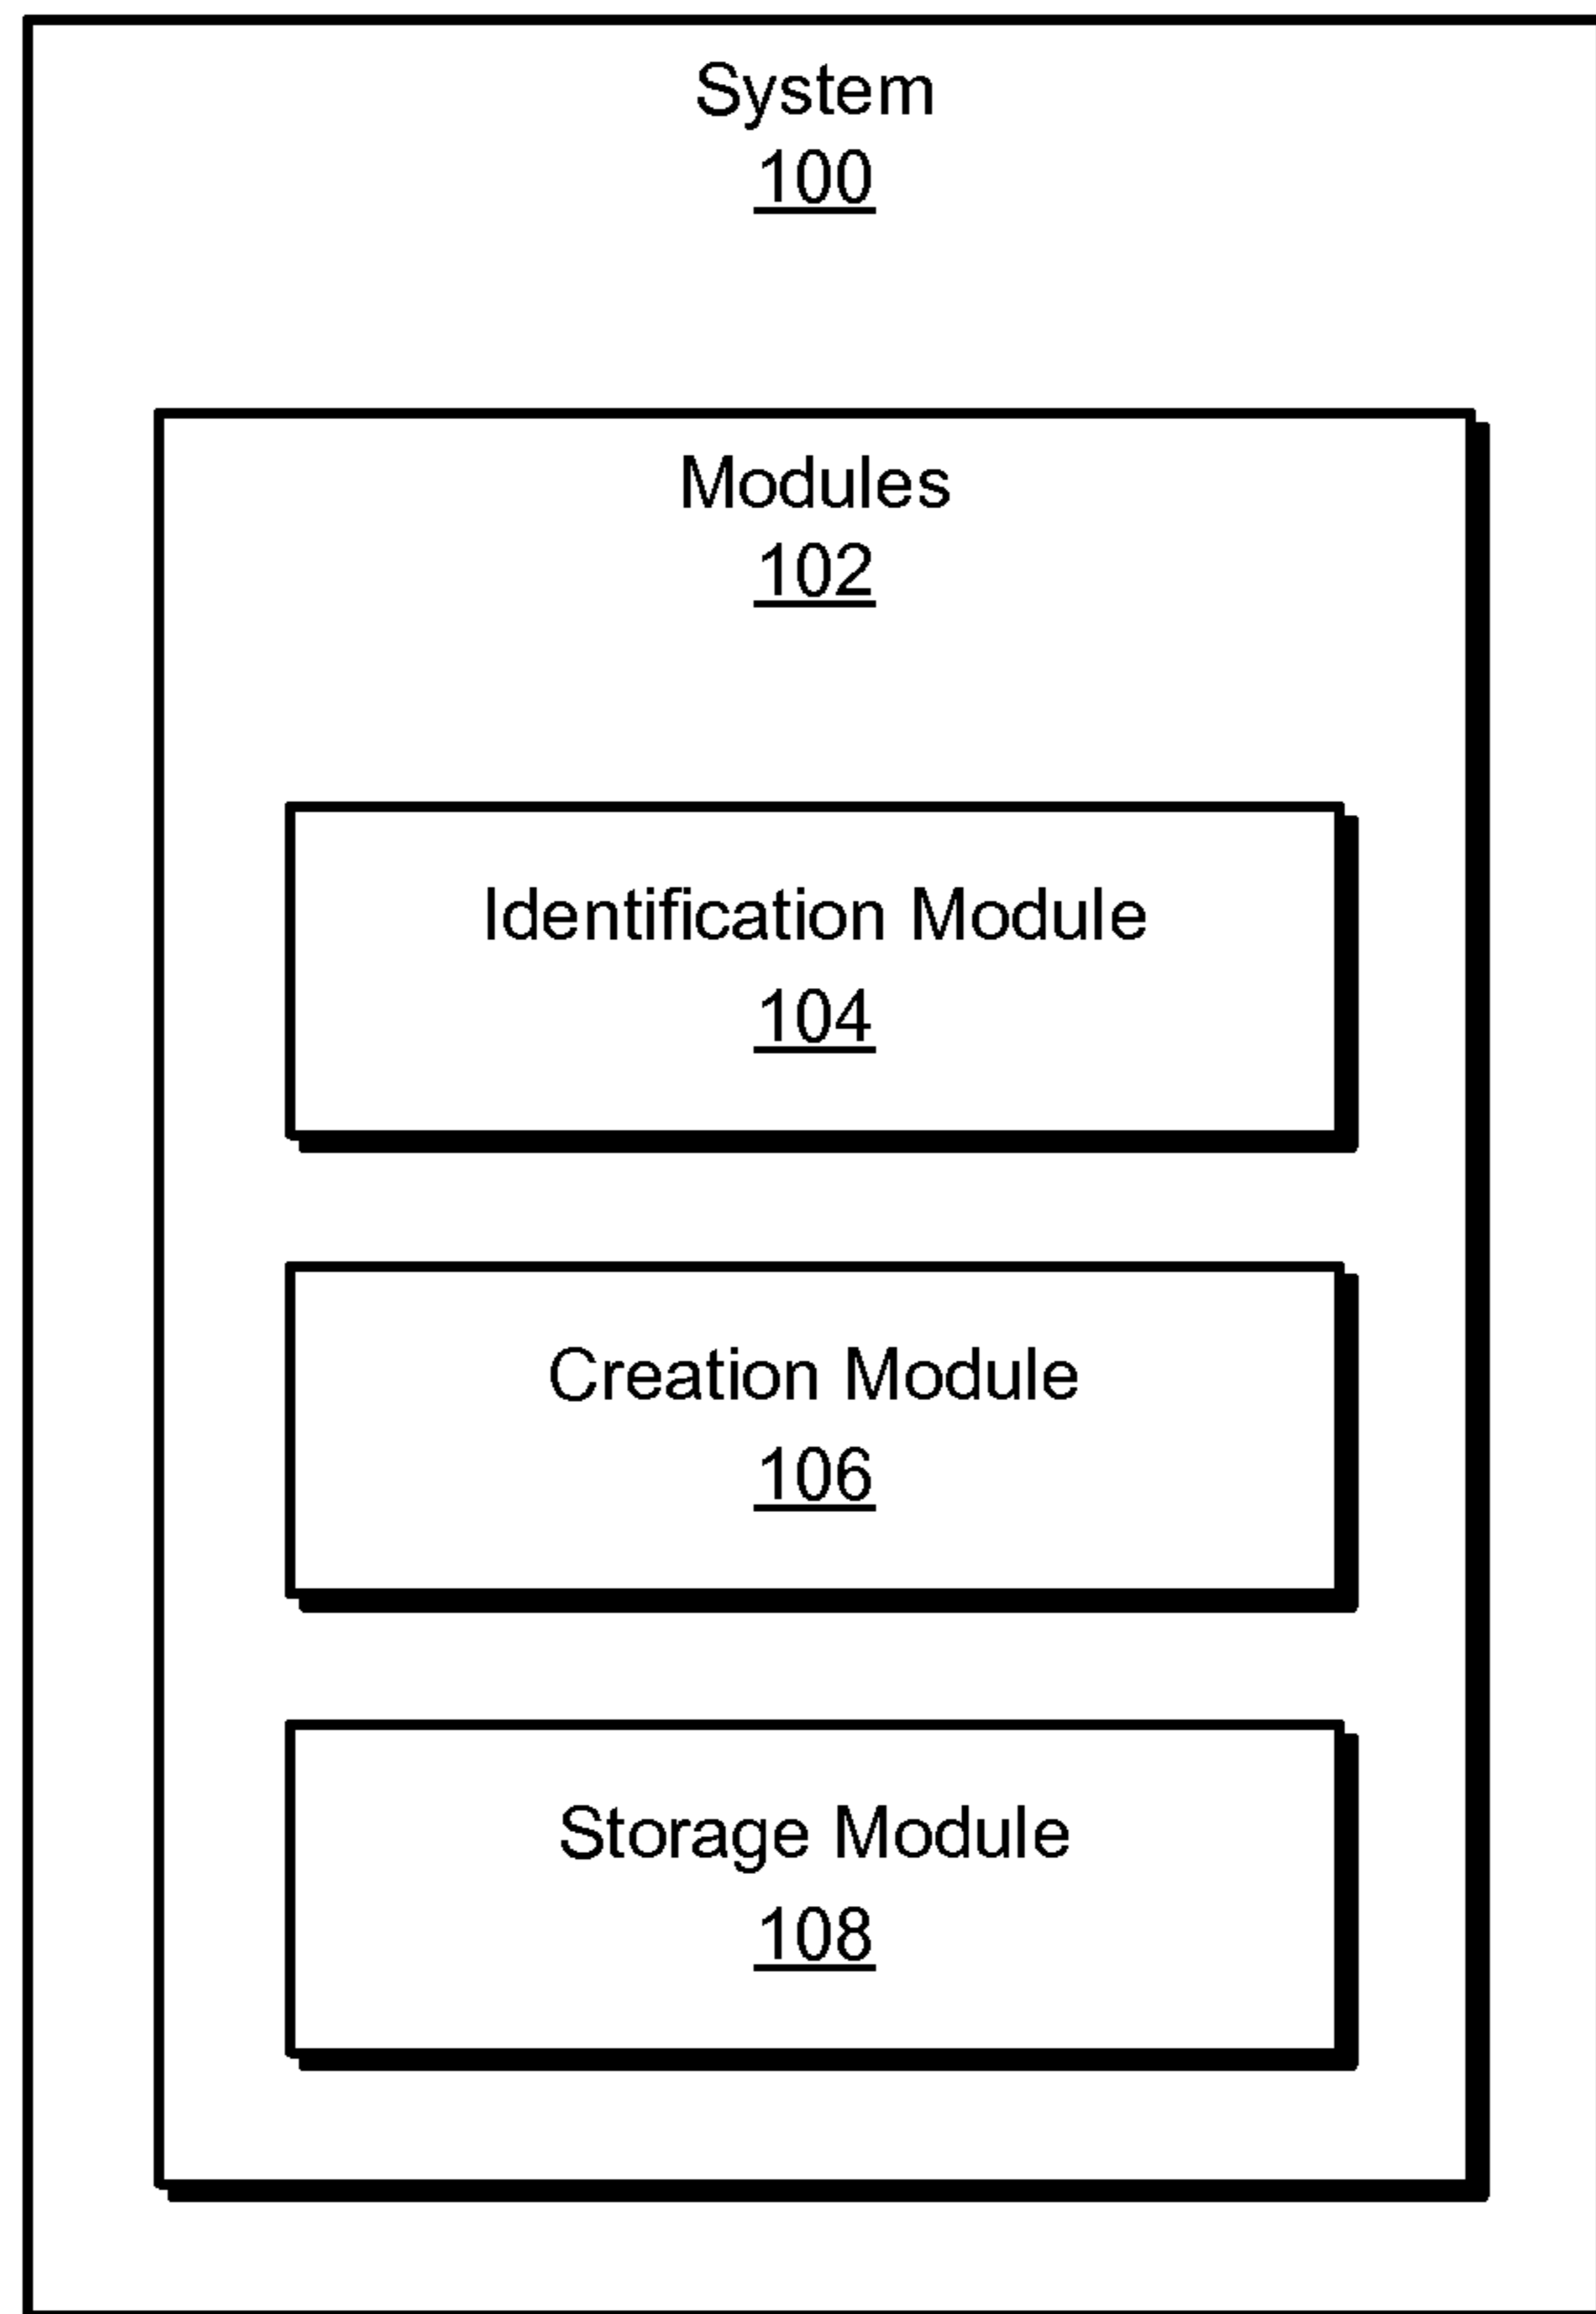 System
100
Modules
102
Identification Module
104
Creation Module
106
Storage Module
108